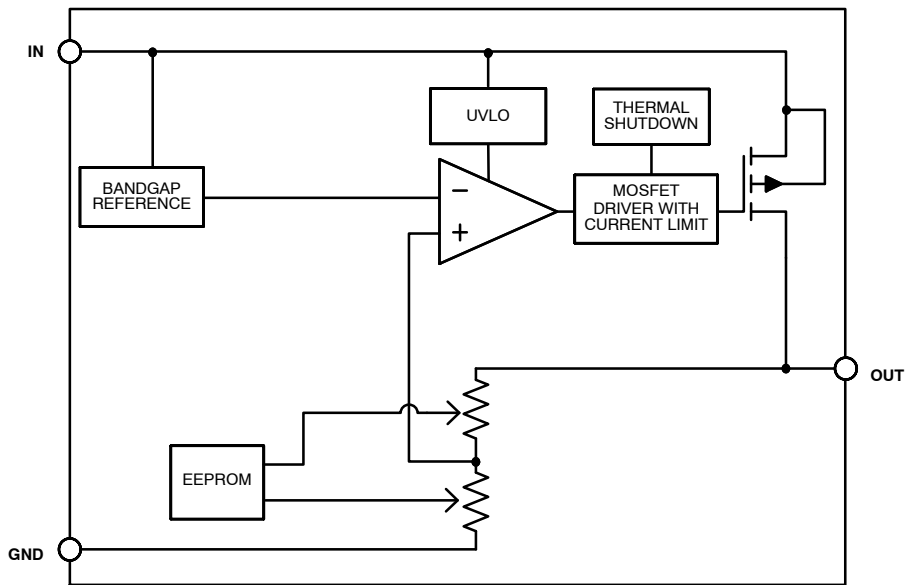 IN
UVLO
THERMAL
SHUTDOWN
BANDGAP
REFERENCE
−
+
MOSFET
DRIVER WITH
CURRENT LIMIT
OUT
EEPROM
GND